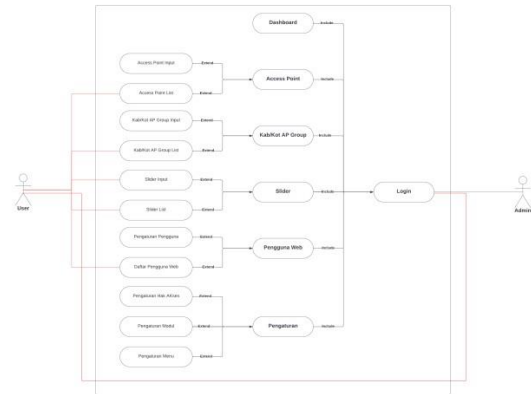 Dashboard
Include
Access Point Input
Extend
Access Point
Include
Access Point List
Extend
Kab/Kot AP Group Input
Extend
Kab/Kot AP Group
Include
Kab/Kot AP Group List
Extend
Slider Input
Extend
Slider
Include
Login
User
Admin
Slider List
Extend
Pengaturan Pengguna
Extend
Pengguna Web
Include
Daftar Pengguna Web
Extend
Pengaturan Hak Akses
Extend
Pengaturan Modul
Extend
Pengaturan
Include
Pengaturan Menu
Extend